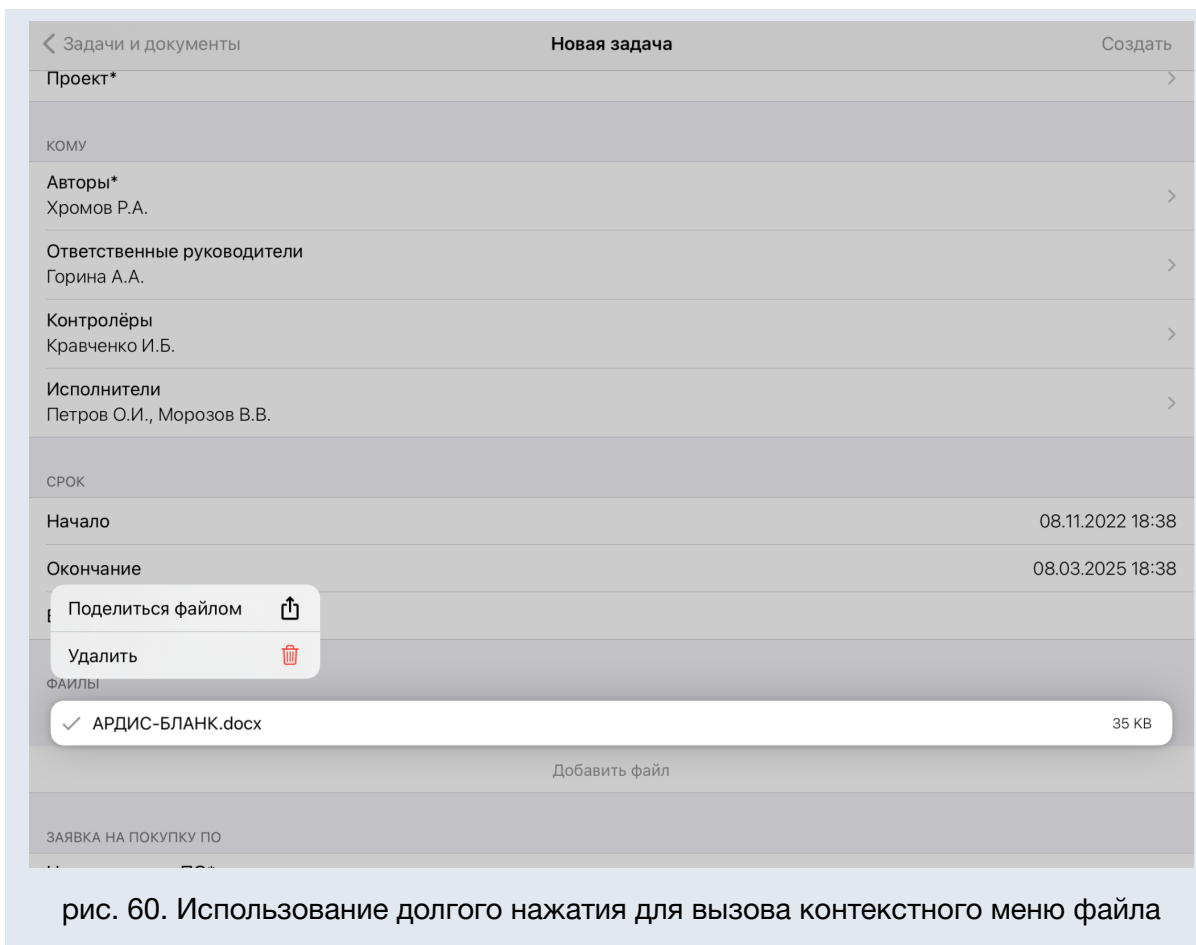 Задачи и документы
Новая задача
Создать
Проект*
КОМУ
Авторы*
Хромов Р.А.
Ответственные руководители
Горина А.А.
Контролёры
Кравченко И.Б.
Исполнители
Петров О.И., Морозов В.В.
СРОК
Начало
08.11.2022 18:38
Окончание
08.03.2025 18:38
Поделиться файлом
Удалить
ФАЙЛЫ
АРДИС-БЛАНК.docx
35 KB
Добавить файл
ЗАЯВКА НА ПОКУПКУ ПО
рис. 60. Использование долгого нажатия для вызова контекстного меню файла